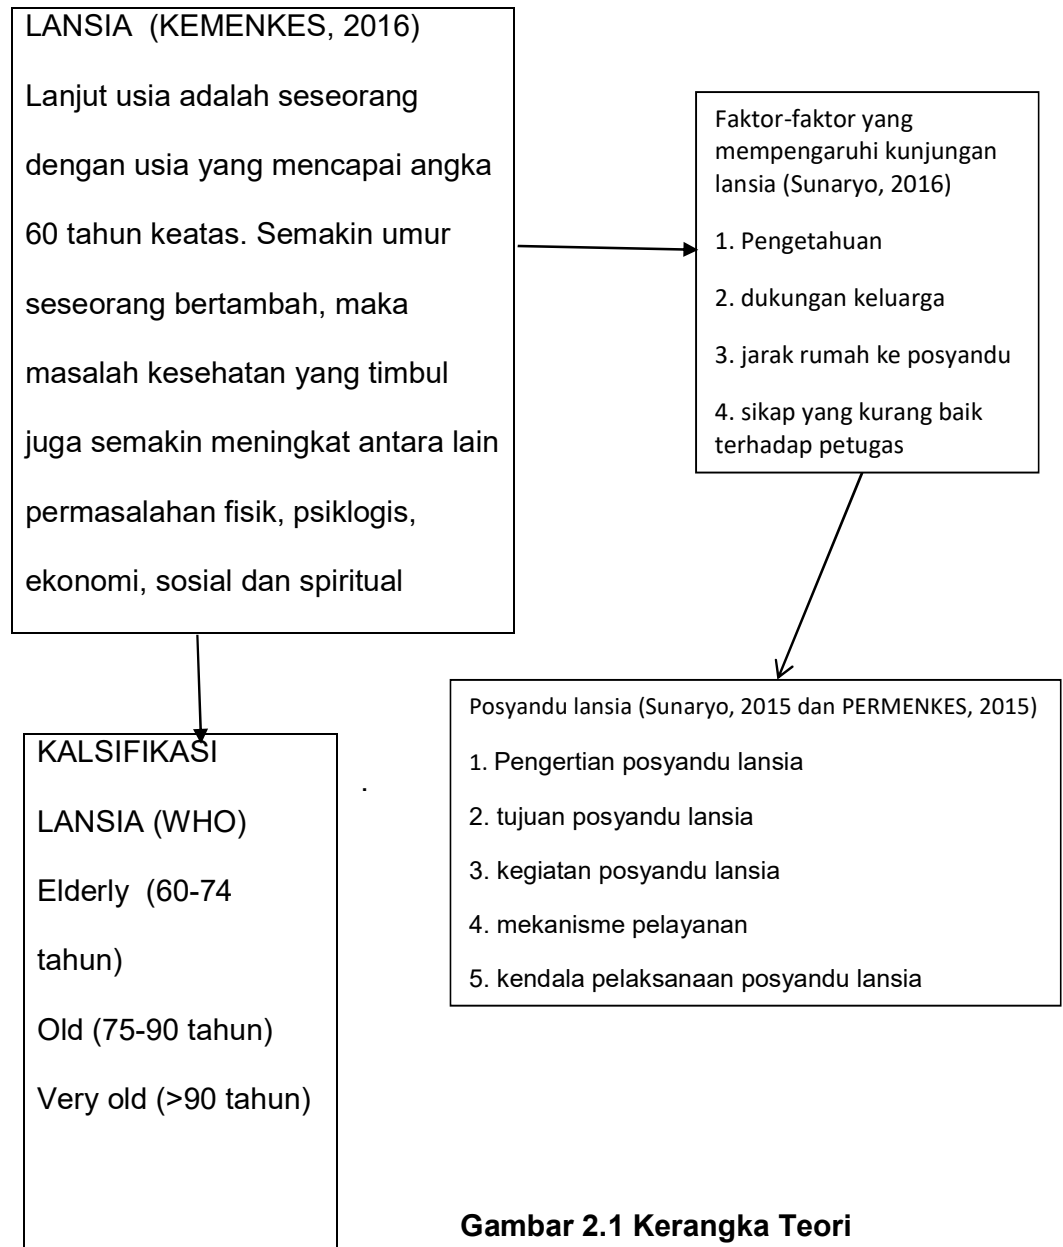 LANSIA  (KEMENKES, 2016)
Lanjut usia adalah seseorang
dengan usia yang mencapai angka
60 tahun keatas. Semakin umur
seseorang bertambah, maka
masalah kesehatan yang timbul
juga semakin meningkat antara lain
permasalahan fisik, psiklogis,
ekonomi, sosial dan spiritual
Faktor-faktor yang
mempengaruhi kunjungan
lansia (Sunaryo, 2016)
1. Pengetahuan
2. dukungan keluarga
3. jarak rumah ke posyandu
4. sikap yang kurang baik
terhadap petugas
KALSIFIKASI
LANSIA (WHO)
Elderly  (60-74
tahun)
Old (75-90 tahun)
Very old (>90 tahun)
.
Posyandu lansia (Sunaryo, 2015 dan PERMENKES, 2015)
1. Pengertian posyandu lansia
2. tujuan posyandu lansia
3. kegiatan posyandu lansia
4. mekanisme pelayanan
5. kendala pelaksanaan posyandu lansia
Gambar 2.1 Kerangka Teori